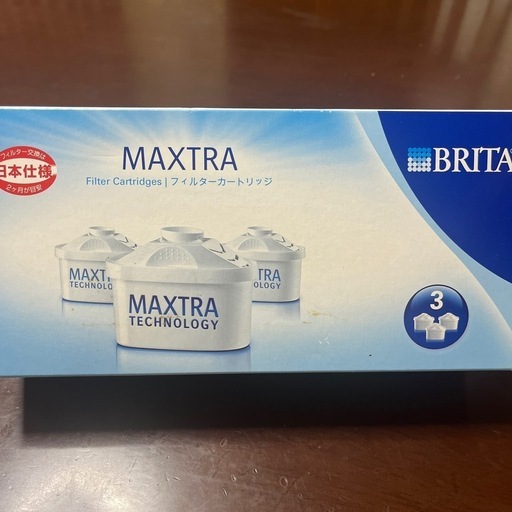 フィルター交換は
日本仕様
2ヶ月が目安
MAXTRA
Filter Cartridges | フィルターカートリッジ
BRITA
MAXTRA
TECHNOLOGY
MAXTRA
TECHNOLOGY
MAXTRA
TECHNOLOGY
3